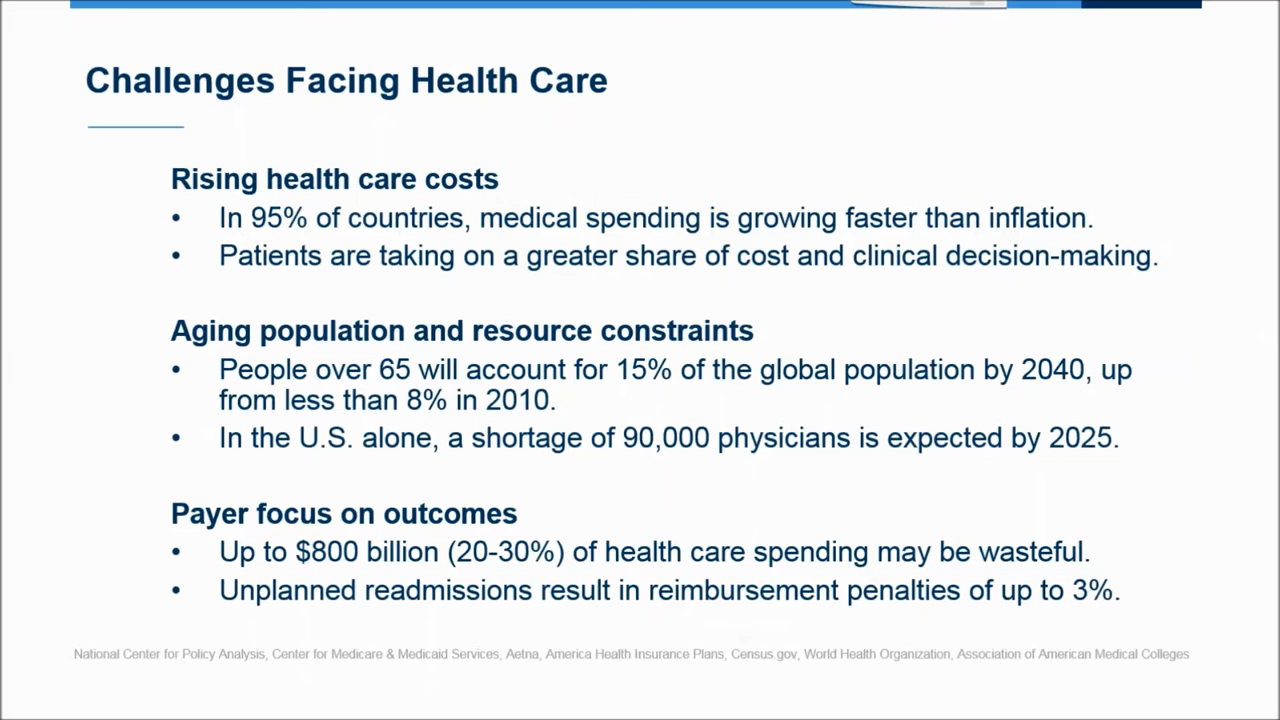 Challenges Facing Health Care
Rising health care costs
• In 95% of countries, medical spending is growing faster than inflation.
• Patients are taking on a greater share of cost and clinical decision-making.
Aging population and resource constraints
• People over 65 will account for 15% of the global population by 2040, up
from less than 8% in 2010.
• In the U.S. alone, a shortage of 90,000 physicians is expected by 2025.
Payer focus on outcomes
• Up to $800 billion (20-30%) of health care spending may be wasteful.
• Unplanned readmissions result in reimbursement penalties of up to 3%.
National Center for Policy Analysis, Center for Medicare & Medicaid Services, Aetna, America Health Insurance Plans, Census.gov, World Health Organization, Association of American Medical Colleges